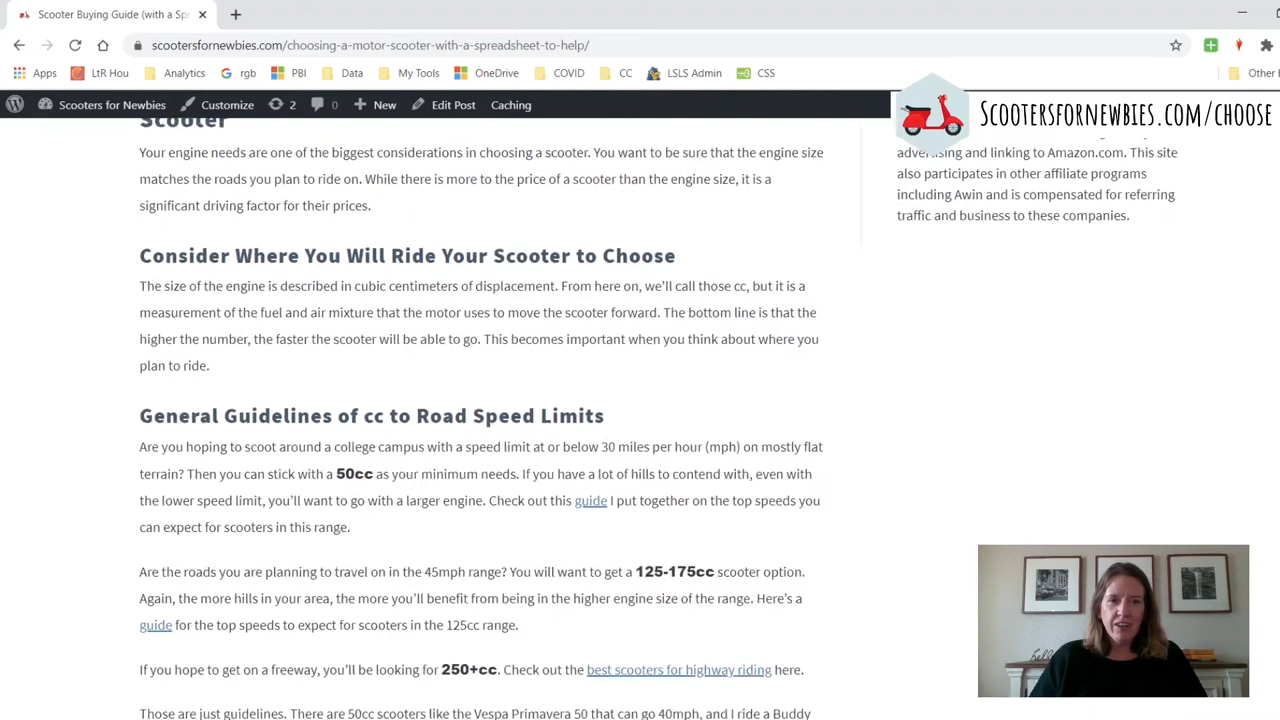 Scooter Buying Guide (with a Sp
scootersfornewbies.com/choosing-a-motor-scooter-with-a-spreadsheet-to-help/
Apps LtR Hou Analytics rgb PBI Data My Tools OneDrive COVID CC LSLS Admin CSS Other
Scooters for Newbies Customize 2 0 New Edit Post Caching
Scootersfornewbies.com/choose
Scooter
Your engine needs are one of the biggest considerations in choosing a scooter. You want to be sure that the engine size
matches the roads you plan to ride on. While there is more to the price of a scooter than the engine size, it is a
significant driving factor for their prices.
advertising and linking to Amazon.com. This site
also participates in other affiliate programs
including Awin and is compensated for referring
traffic and business to these companies.
Consider Where You Will Ride Your Scooter to Choose
The size of the engine is described in cubic centimeters of displacement. From here on, we'll call those cc, but it is a
measurement of the fuel and air mixture that the motor uses to move the scooter forward. The bottom line is that the
higher the number, the faster the scooter will be able to go. This becomes important when you think about where you
plan to ride.
General Guidelines of cc to Road Speed Limits
Are you hoping to scoot around a college campus with a speed limit at or below 30 miles per hour (mph) on mostly flat
terrain? Then you can stick with a 50cc as your minimum needs. If you have a lot of hills to contend with, even with
the lower speed limit, you'll want to go with a larger engine. Check out this guide I put together on the top speeds you
can expect for scooters in this range.
Are the roads you are planning to travel on in the 45mph range? You will want to get a 125-175cc scooter option.
Again, the more hills in your area, the more you'll benefit from being in the higher engine size of the range. Here's a
guide for the top speeds to expect for scooters in the 125cc range.
If you hope to get on a freeway, you'll be looking for 250+cc. Check out the best scooters for highway riding here.
Those are just guidelines. There are 50cc scooters like the Vespa Primavera 50 that can go 40mph, and I ride a Buddy